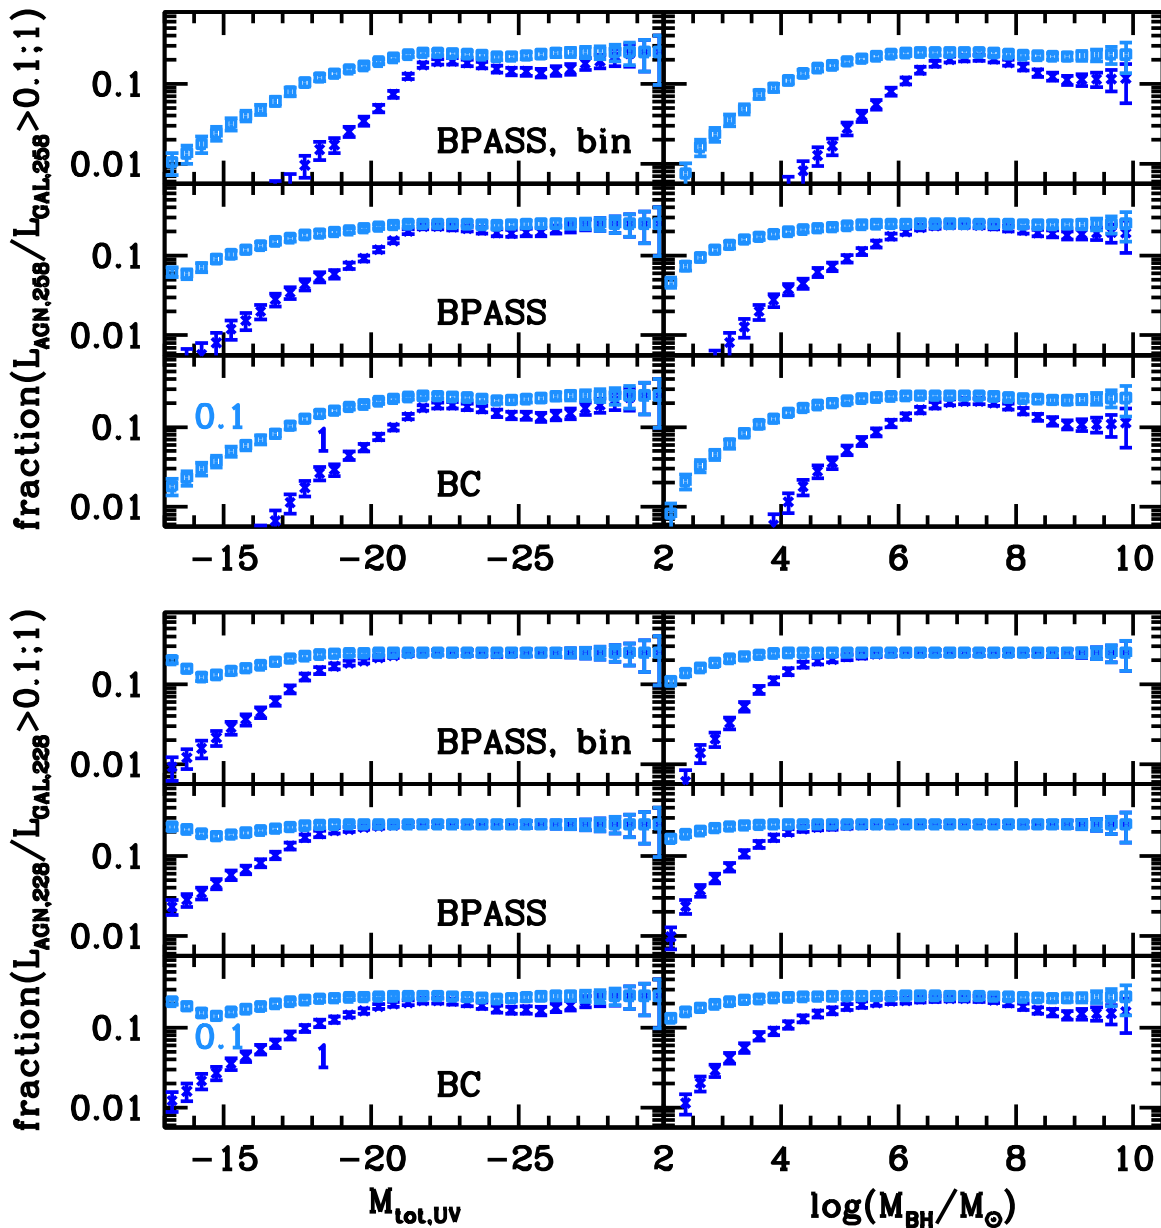 fraction(L_AGN,268/L_GAL,268>0.1;1)
0.1
0.01
BPASS, bin
0.1
0.01
BPASS
0.1
0.01
0.1
1
BC
-15 -20 -25 2 4 6 8 10
fraction(L_AGN,228/L_GAL,228>0.1;1)
0.1
0.01
BPASS, bin
0.1
0.01
BPASS
0.1
0.01
0.1
1
BC
-15 -20 -25 2 4 6 8 10
M_tot,UV log(M_BH/M_⊙)